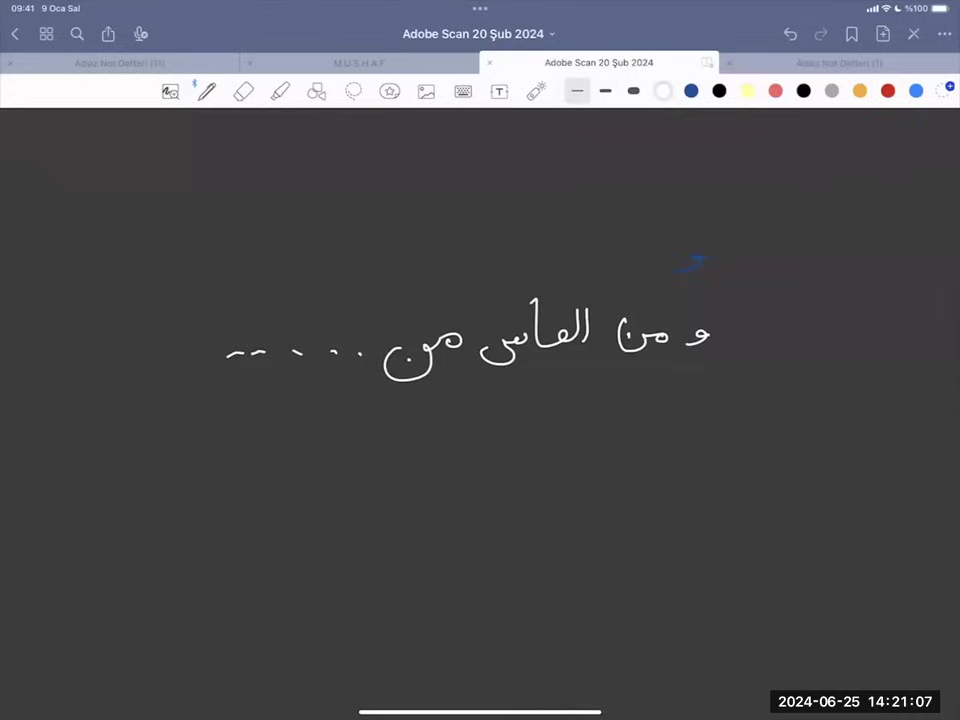 09:41 9 Oca Sal
%100
Adobe Scan 20 Şub 2024
Adsız Not Defteri (11)
M.U.S.H.A.F
Adobe Scan 20 Şub 2024
Adsız Not Defteri (1)
و من الناس من .....
2024-06-25 14:21:07